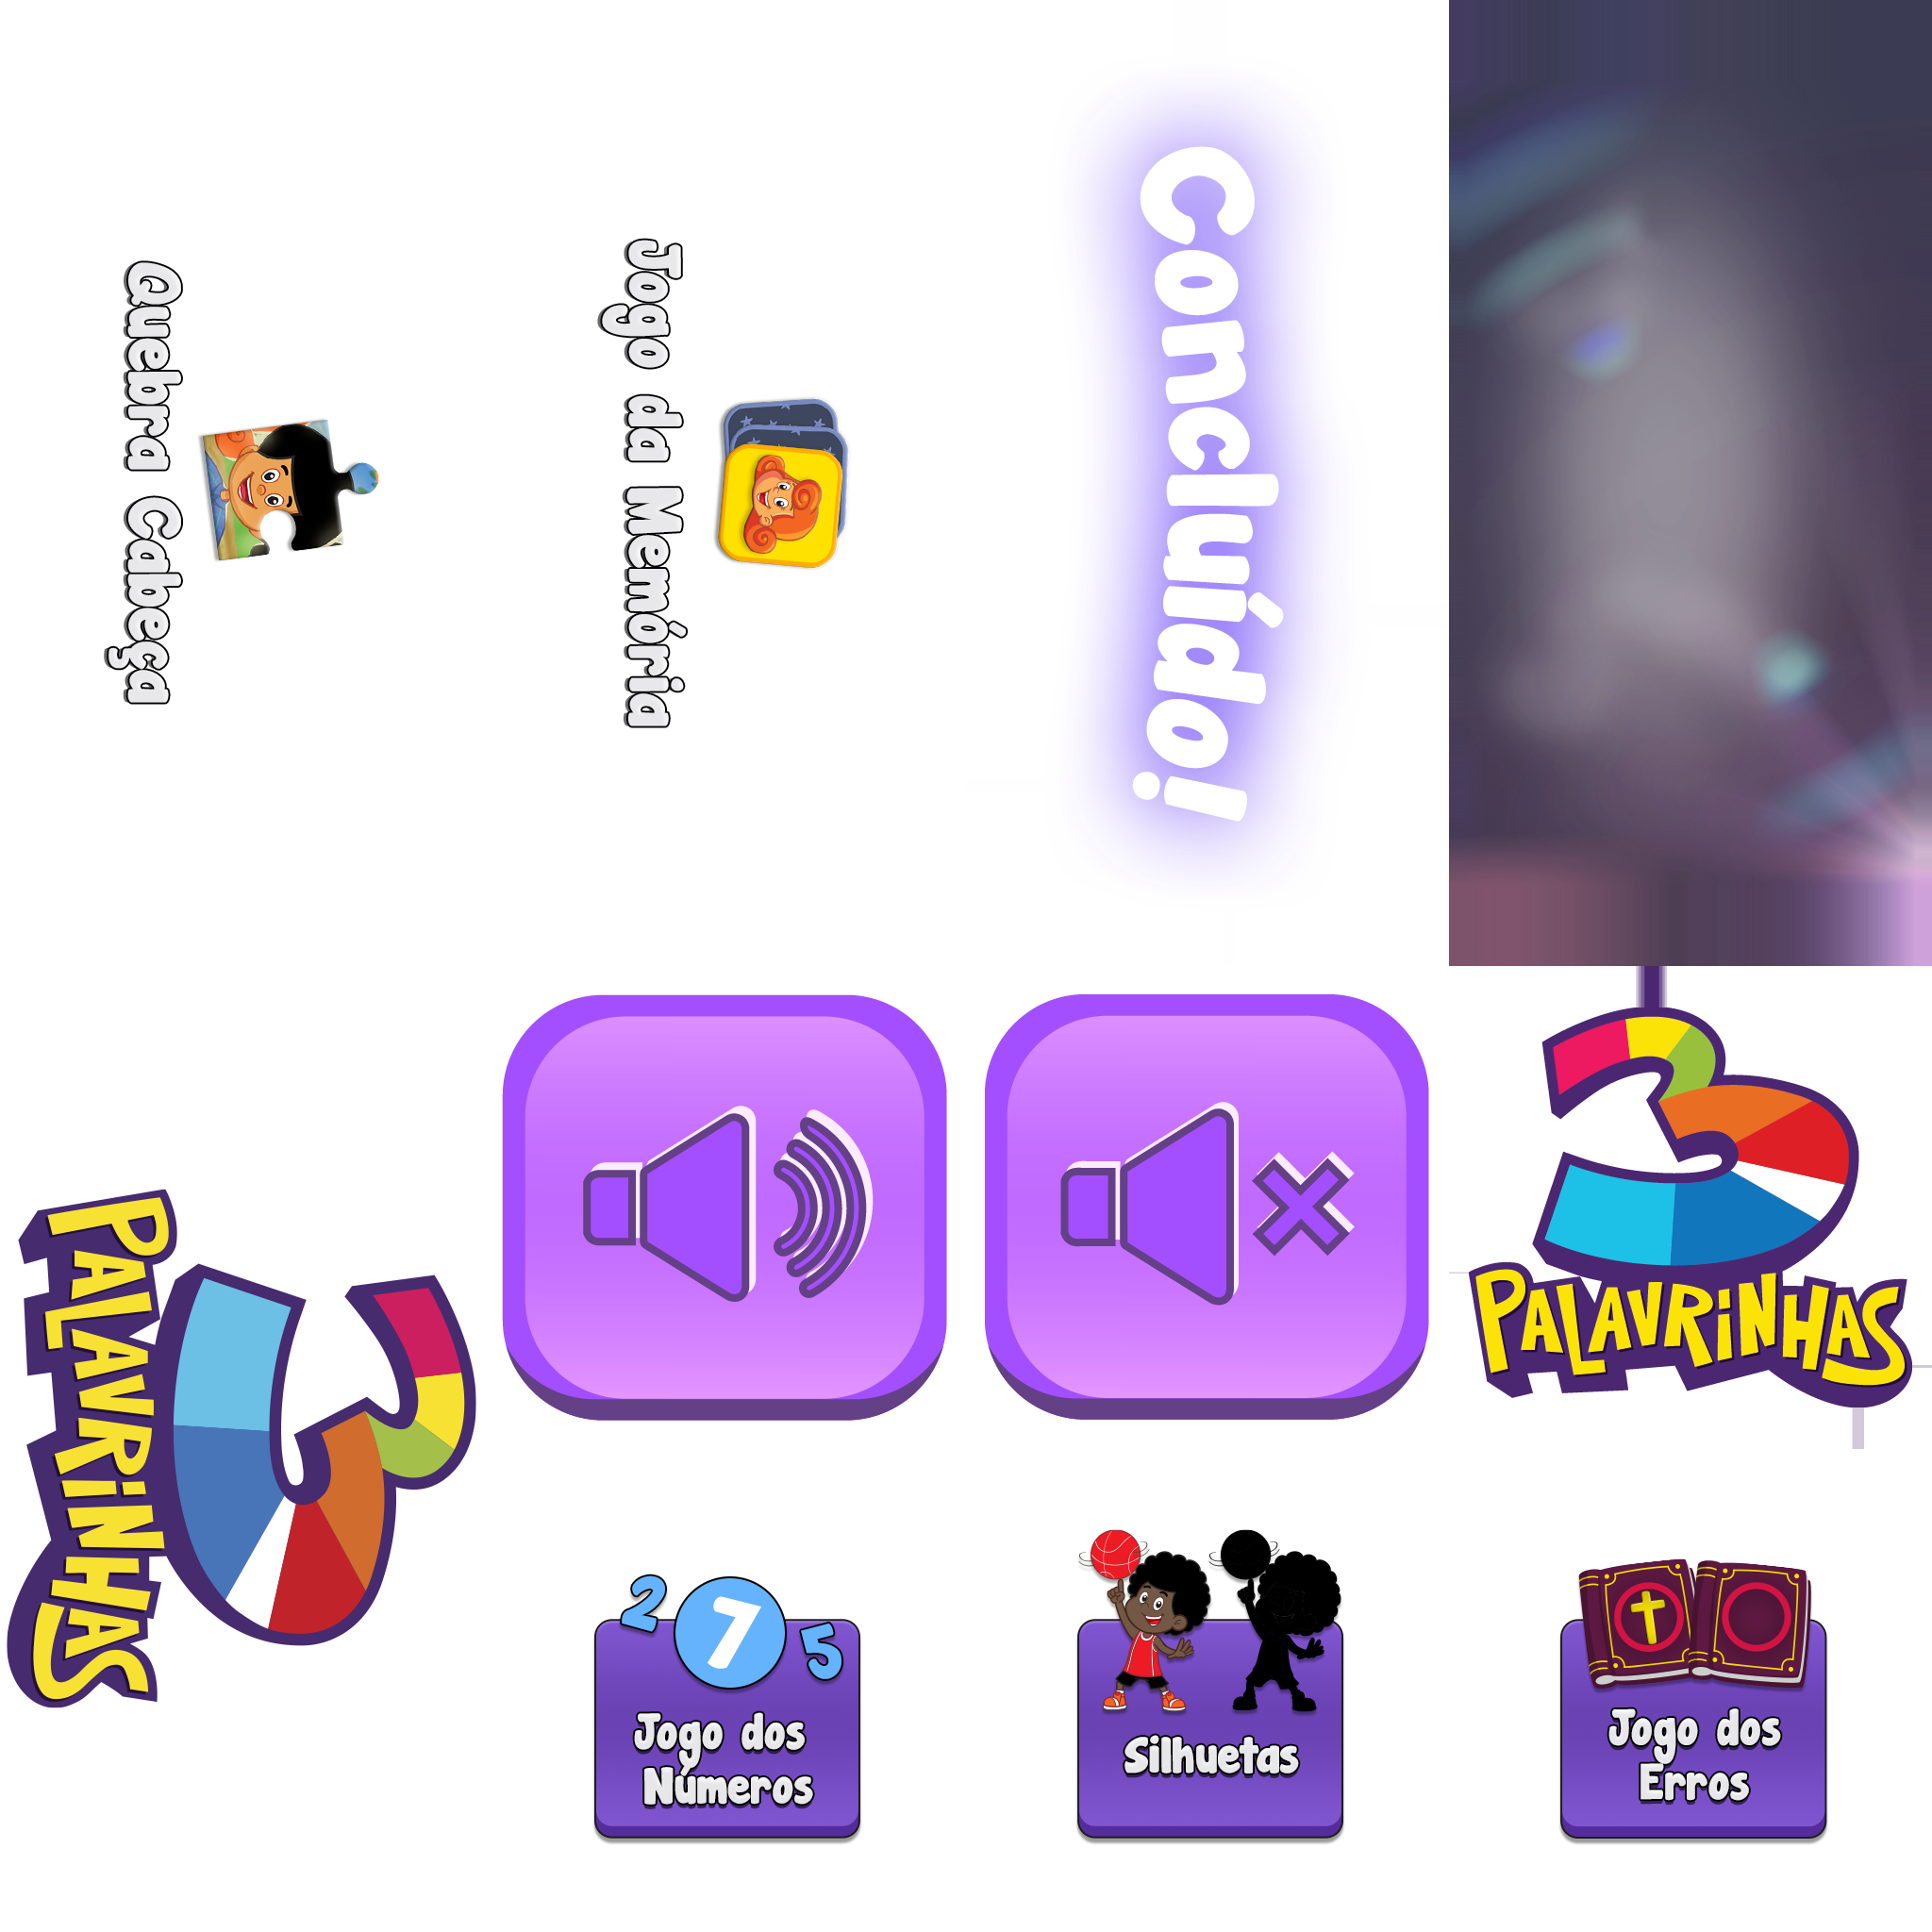 Quebra Cabeça
Jogo da Memória
Concluído!
PALAVRiNHAS
3
PALAVRiNHAS
3
2 7 5
Jogo dos
Números
Silhuetas
Jogo dos
Erros